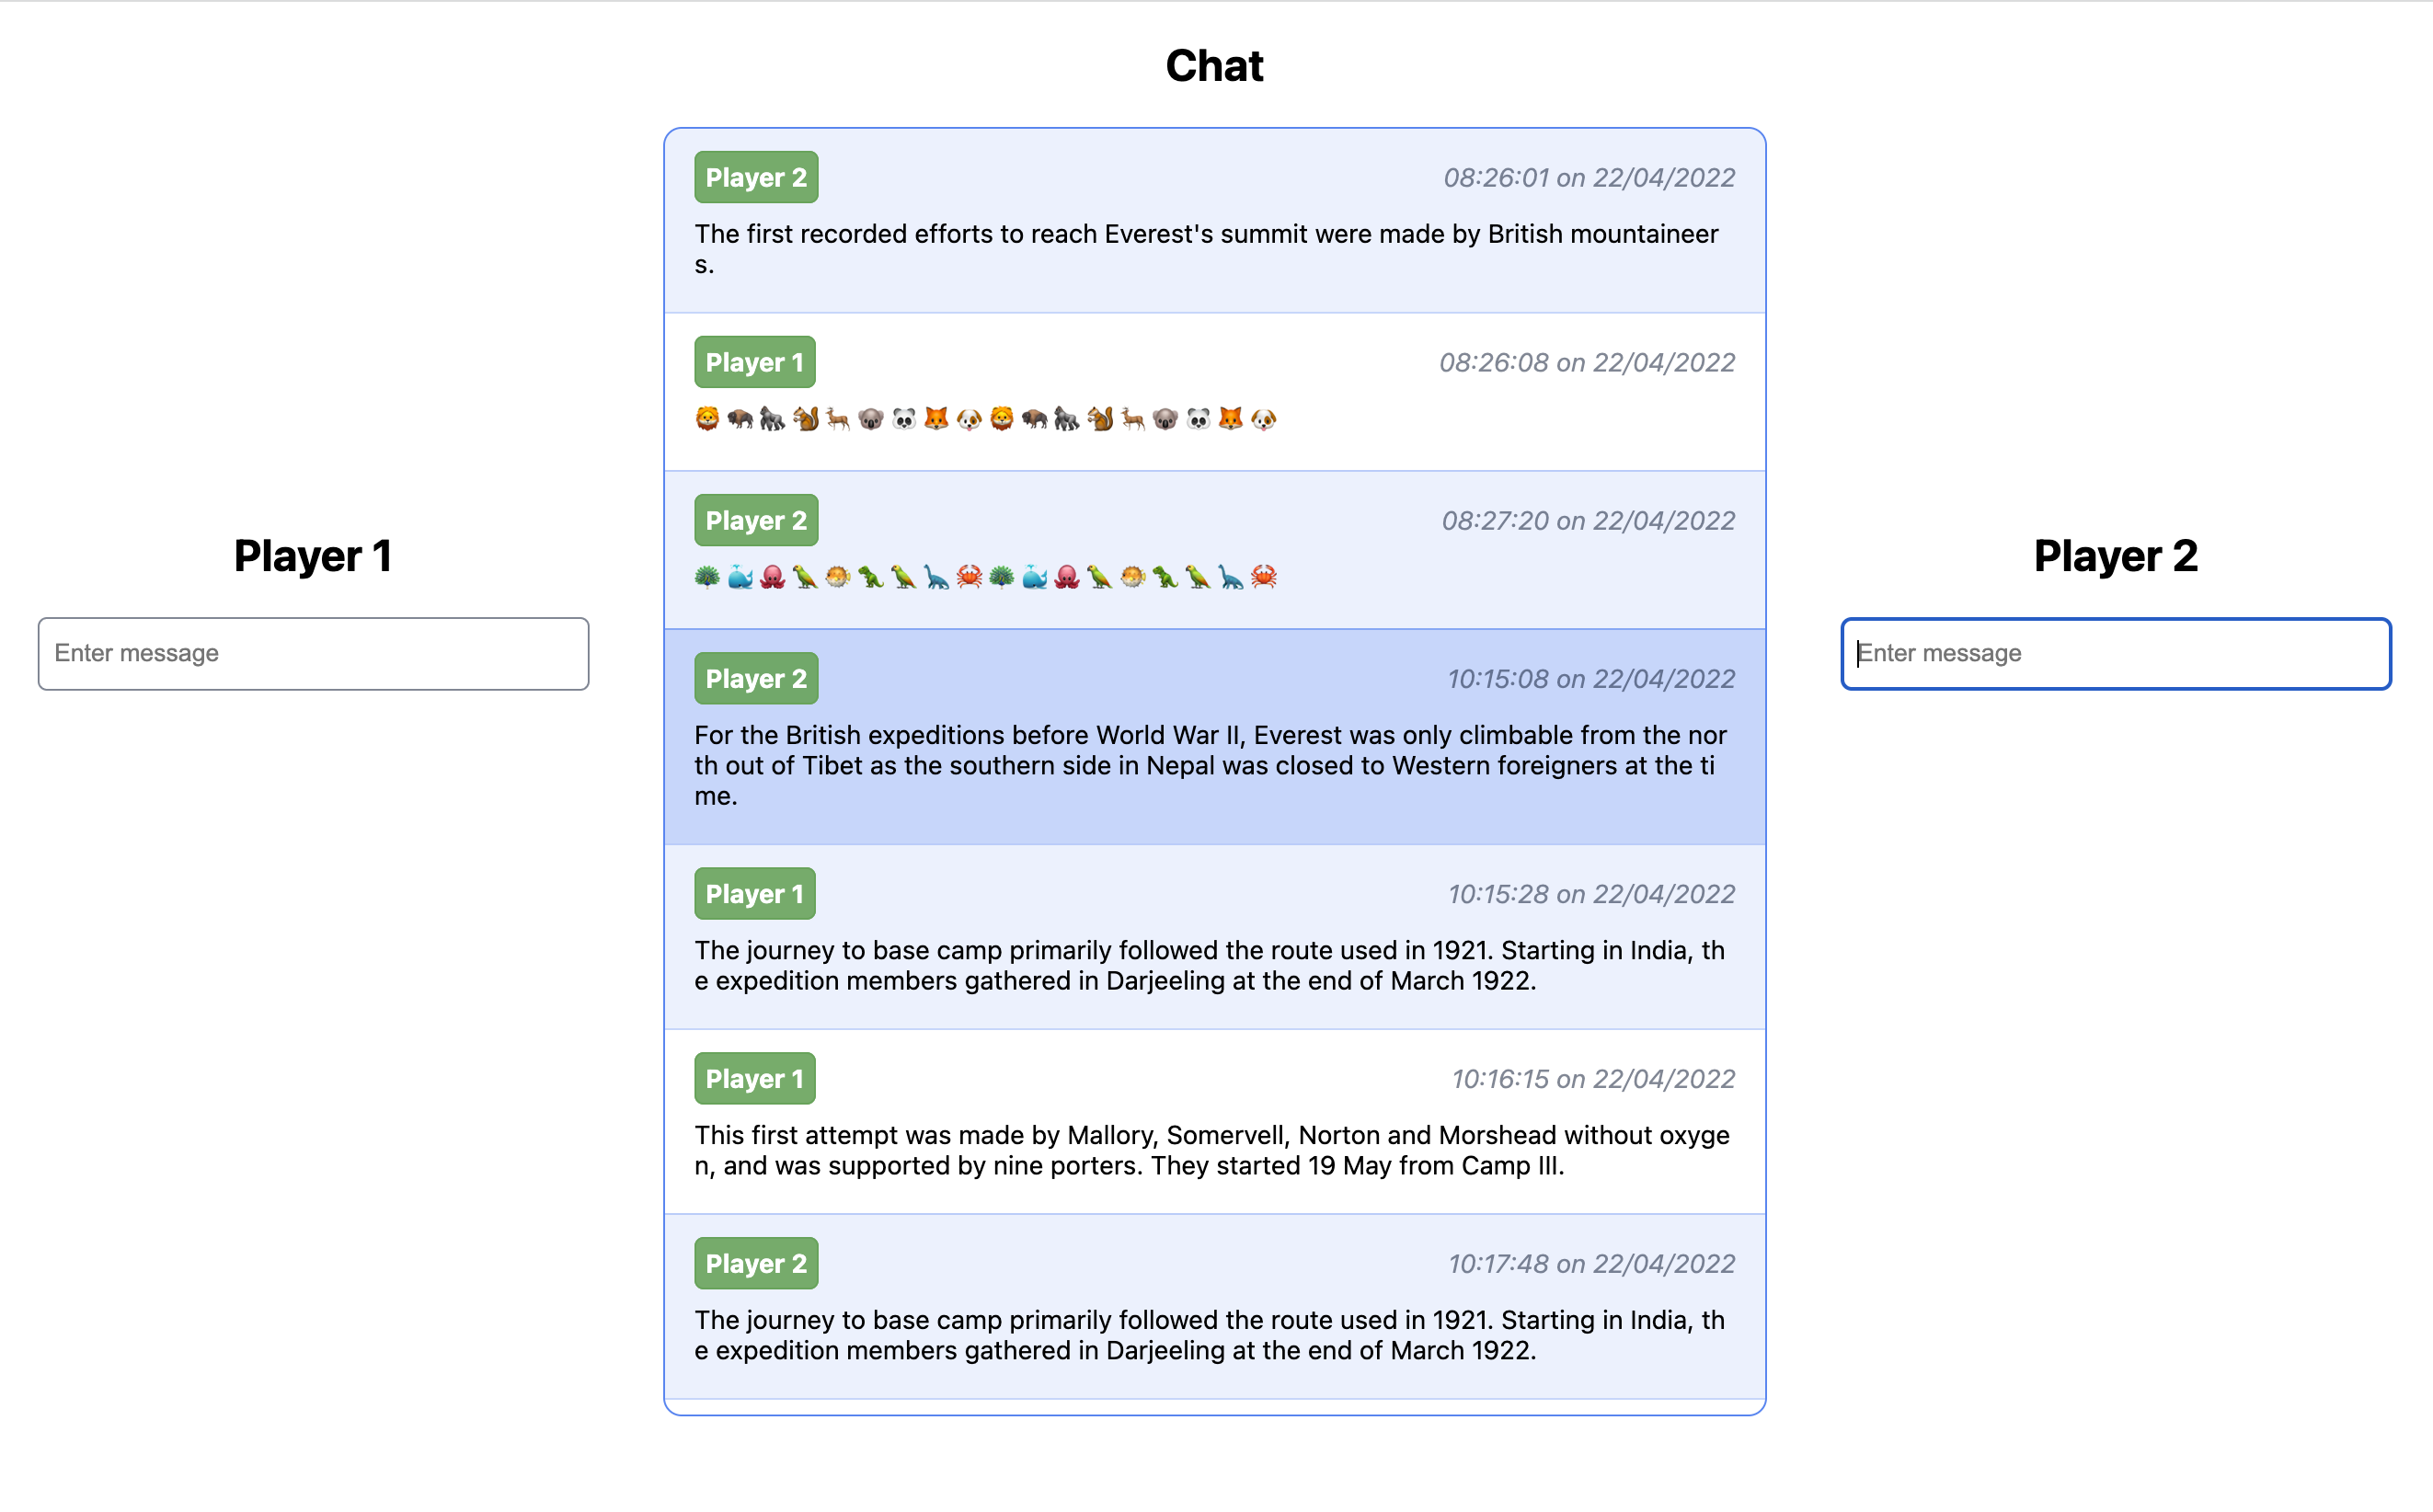 Chat
Player 2
08:26:01 on 22/04/2022
The first recorded efforts to reach Everest's summit were made by British mountaineer
s.
Player 1
08:26:08 on 22/04/2022
🦁🦬🦍🐿🦌🐨🐼🦊🐶🦁🦬🦍🐿🦌🐨🐼🦊🐶
Player 2
08:27:20 on 22/04/2022
🦚🐳🐙🦜🐡🦖🦜🦕🦀🦚🐳🐙🦜🐡🦖🦜🦕🦀
Player 2
10:15:08 on 22/04/2022
For the British expeditions before World War II, Everest was only climbable from the nor
th out of Tibet as the southern side in Nepal was closed to Western foreigners at the ti
me.
Player 1
10:15:28 on 22/04/2022
The journey to base camp primarily followed the route used in 1921. Starting in India, th
e expedition members gathered in Darjeeling at the end of March 1922.
Player 1
10:16:15 on 22/04/2022
This first attempt was made by Mallory, Somervell, Norton and Morshead without oxyge
n, and was supported by nine porters. They started 19 May from Camp III.
Player 2
10:17:48 on 22/04/2022
The journey to base camp primarily followed the route used in 1921. Starting in India, th
e expedition members gathered in Darjeeling at the end of March 1922.
Player 1
Enter message
Player 2
Enter message